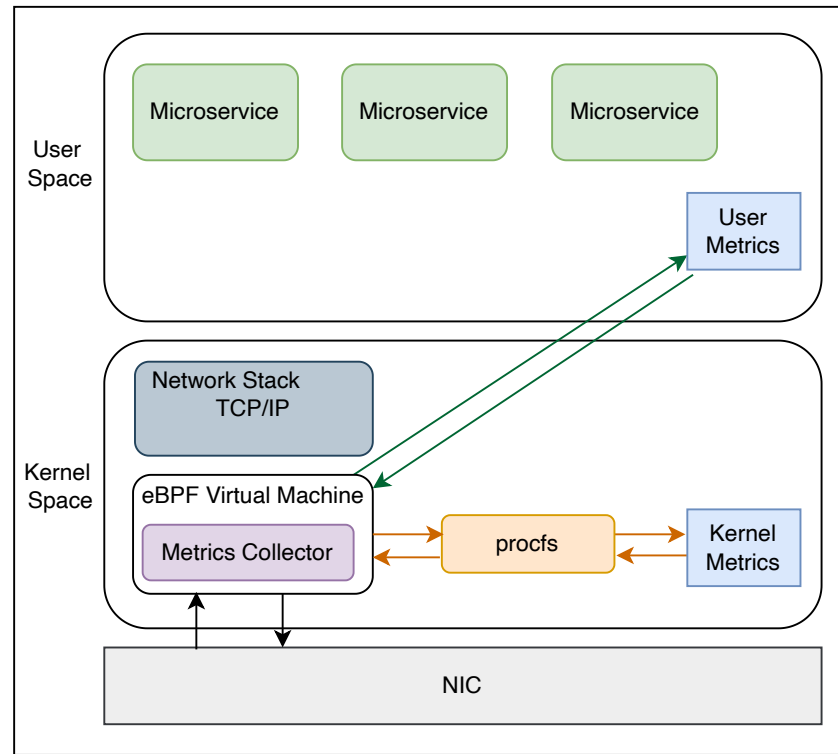 Microservice
Microservice
Microservice
User
Space
User
Metrics
Network Stack
TCP/IP
Kernel
Space
eBPF Virtual Machine
Metrics Collector
procfs
Kernel
Metrics
NIC